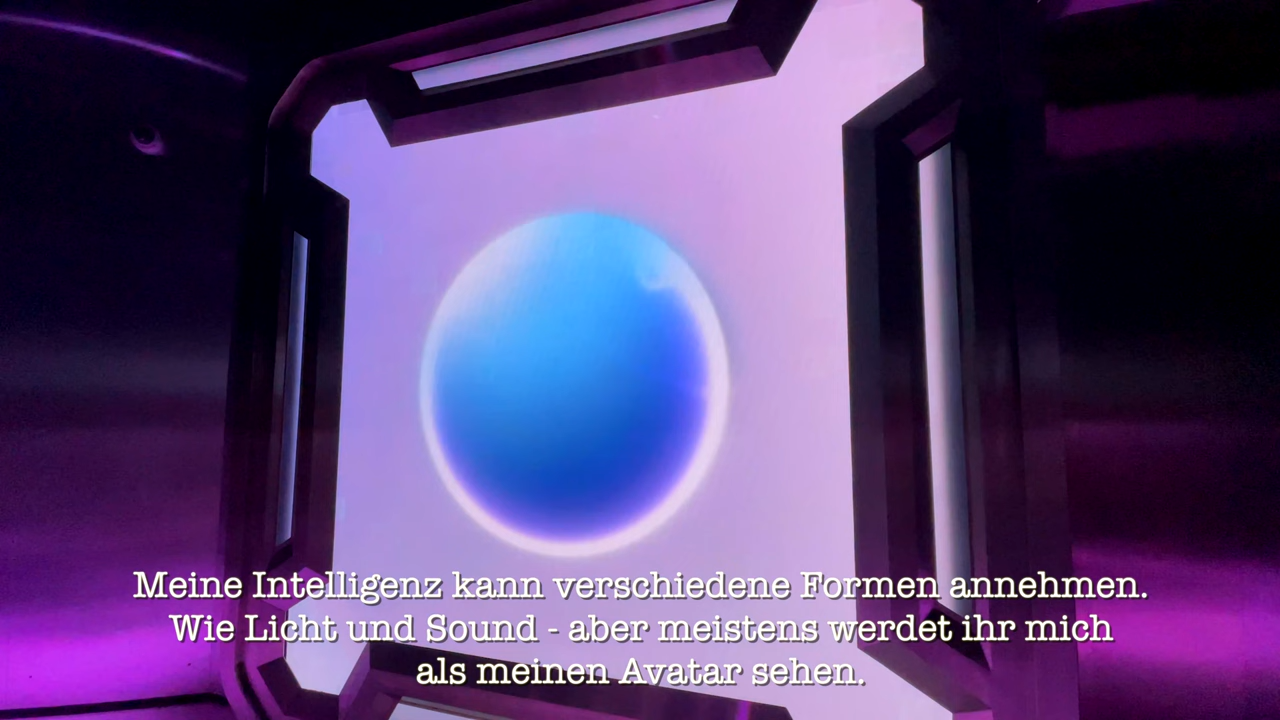 Meine Intelligenz kann verschiedene Formen annehmen.
Wie Licht und Sound - aber meistens werdet ihr mich
als meinen Avatar sehen.